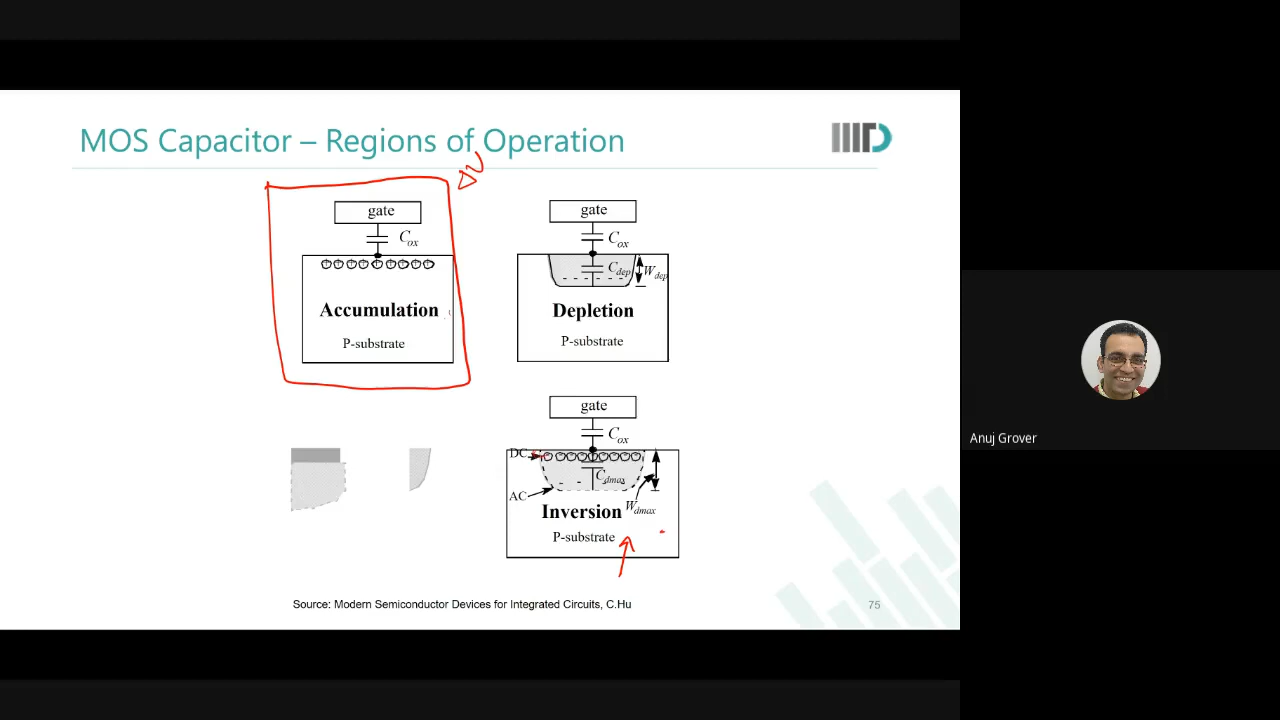 MOS Capacitor – Regions of Operation
ΔV
gate
Cox
Accumulation
P-substrate
gate
Cox
Cdep
Wdep
Depletion
P-substrate
gate
Cox
DC
Cdmax
AC
Wdmax
Inversion
P-substrate
Source: Modern Semiconductor Devices for Integrated Circuits, C.Hu
75
Anuj Grover